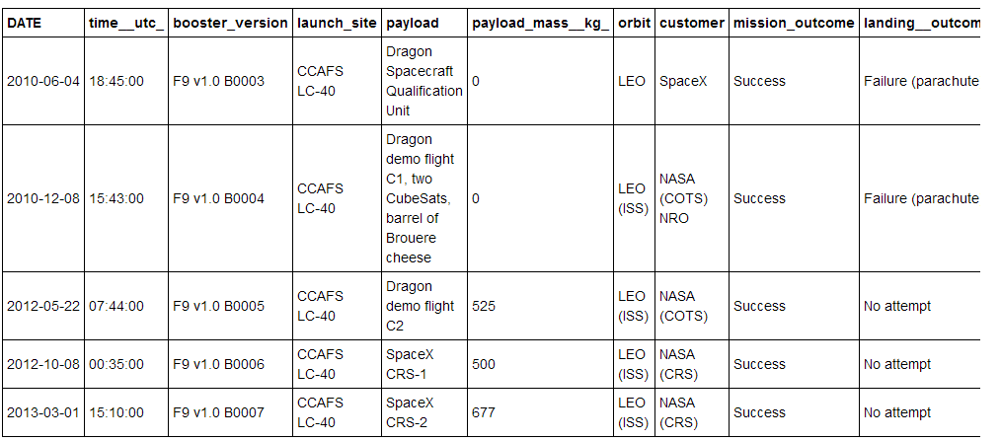 DATE time__utc_ booster_version launch_site payload payload_mass__kg_ orbit customer mission_outcome landing__outcom
2010-06-04 18:45:00 F9 v1.0 B0003 CCAFS LC-40 Dragon Spacecraft Qualification Unit 0 LEO SpaceX Success Failure (parachute
2010-12-08 15:43:00 F9 v1.0 B0004 CCAFS LC-40 Dragon demo flight C1, two CubeSats, barrel of Brouere cheese 0 LEO (ISS) NASA (COTS) NRO Success Failure (parachute
2012-05-22 07:44:00 F9 v1.0 B0005 CCAFS LC-40 Dragon demo flight C2 525 LEO (ISS) NASA (COTS) Success No attempt
2012-10-08 00:35:00 F9 v1.0 B0006 CCAFS LC-40 SpaceX CRS-1 500 LEO (ISS) NASA (CRS) Success No attempt
2013-03-01 15:10:00 F9 v1.0 B0007 CCAFS LC-40 SpaceX CRS-2 677 LEO (ISS) NASA (CRS) Success No attempt